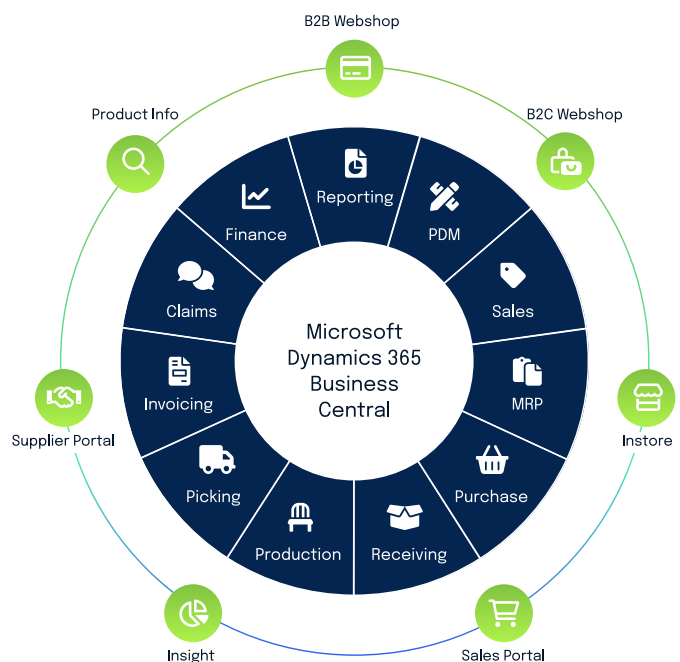 B2B Webshop
Product Info
B2C Webshop
Reporting
Finance
PDM
Claims
Sales
Microsoft
Dynamics 365
Business
Central
Invoicing
MRP
Supplier Portal
Instore
Picking
Purchase
Production
Receiving
Insight
Sales Portal